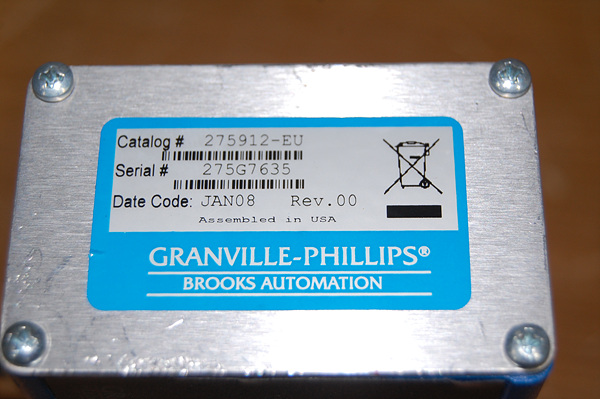 Catalog # 275912-EU
Serial # 275G7635
Date Code: JAN08 Rev.00
Assembled in USA
GRANVILLE-PHILLIPS®
BROOKS AUTOMATION